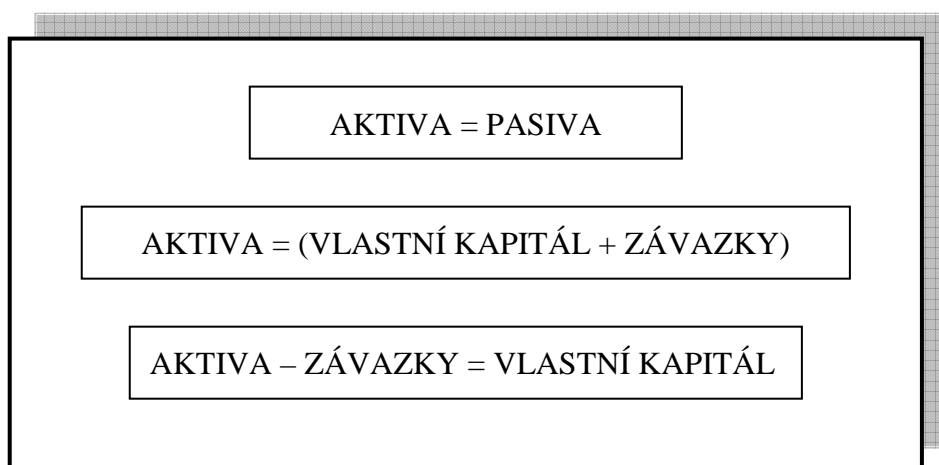 AKTIVA = PASIVA
AKTIVA = (VLASTNÍ KAPITÁL + ZÁVAZKY)
AKTIVA – ZÁVAZKY = VLASTNÍ KAPITÁL